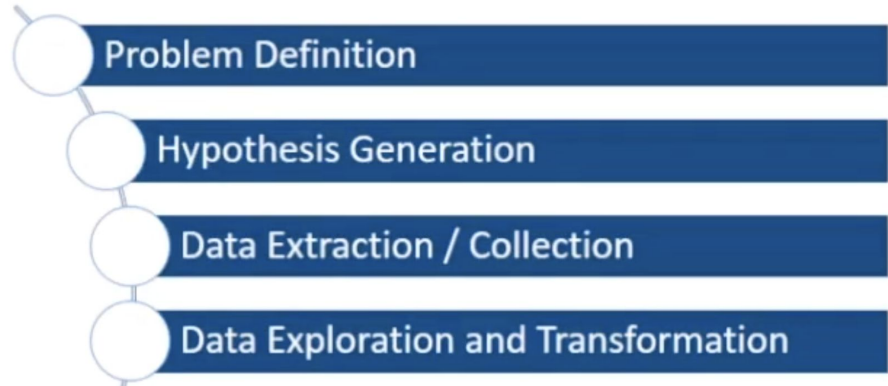 Problem Definition
Hypothesis Generation
Data Extraction / Collection
Data Exploration and Transformation